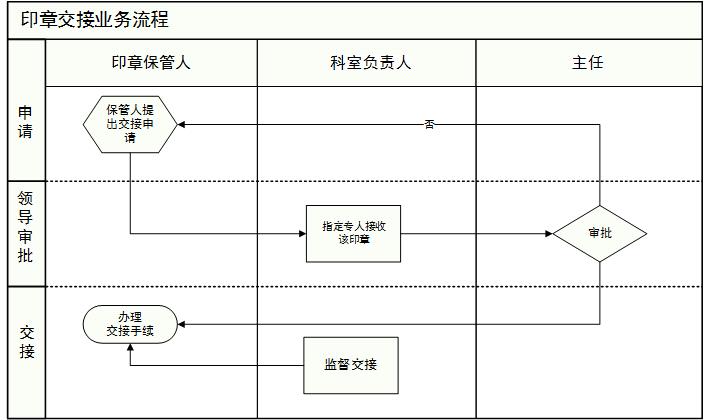 印章交接业务流程
印章保管人
科室负责人
主任
申
请
保管人提
出交接申
请
否
领
导
审
批
指定专人接收
该印章
审批
交
接
办理
交接手续
监督交接